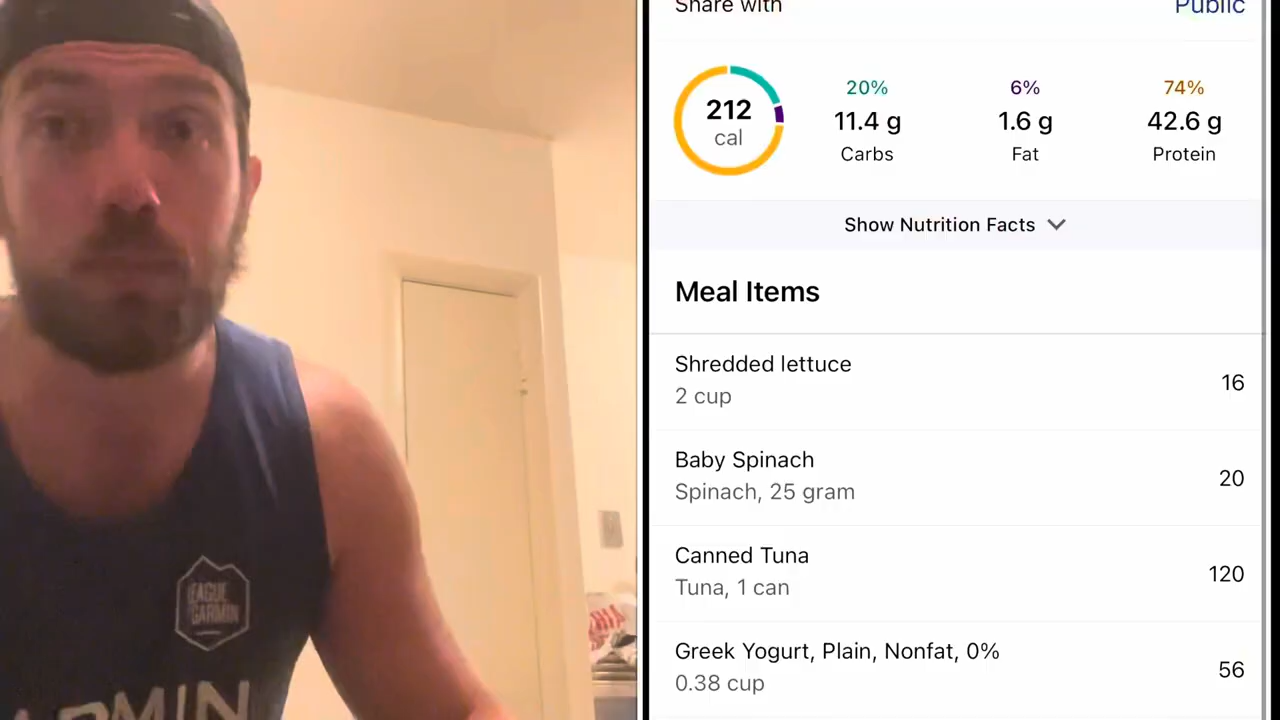 LEAGUE
GARMIN
Share with
Public
212
cal
20%
11.4 g
Carbs
6%
1.6 g
Fat
74%
42.6 g
Protein
Show Nutrition Facts
Meal Items
Shredded lettuce
2 cup
16
Baby Spinach
Spinach, 25 gram
20
Canned Tuna
Tuna, 1 can
120
Greek Yogurt, Plain, Nonfat, 0%
0.38 cup
56